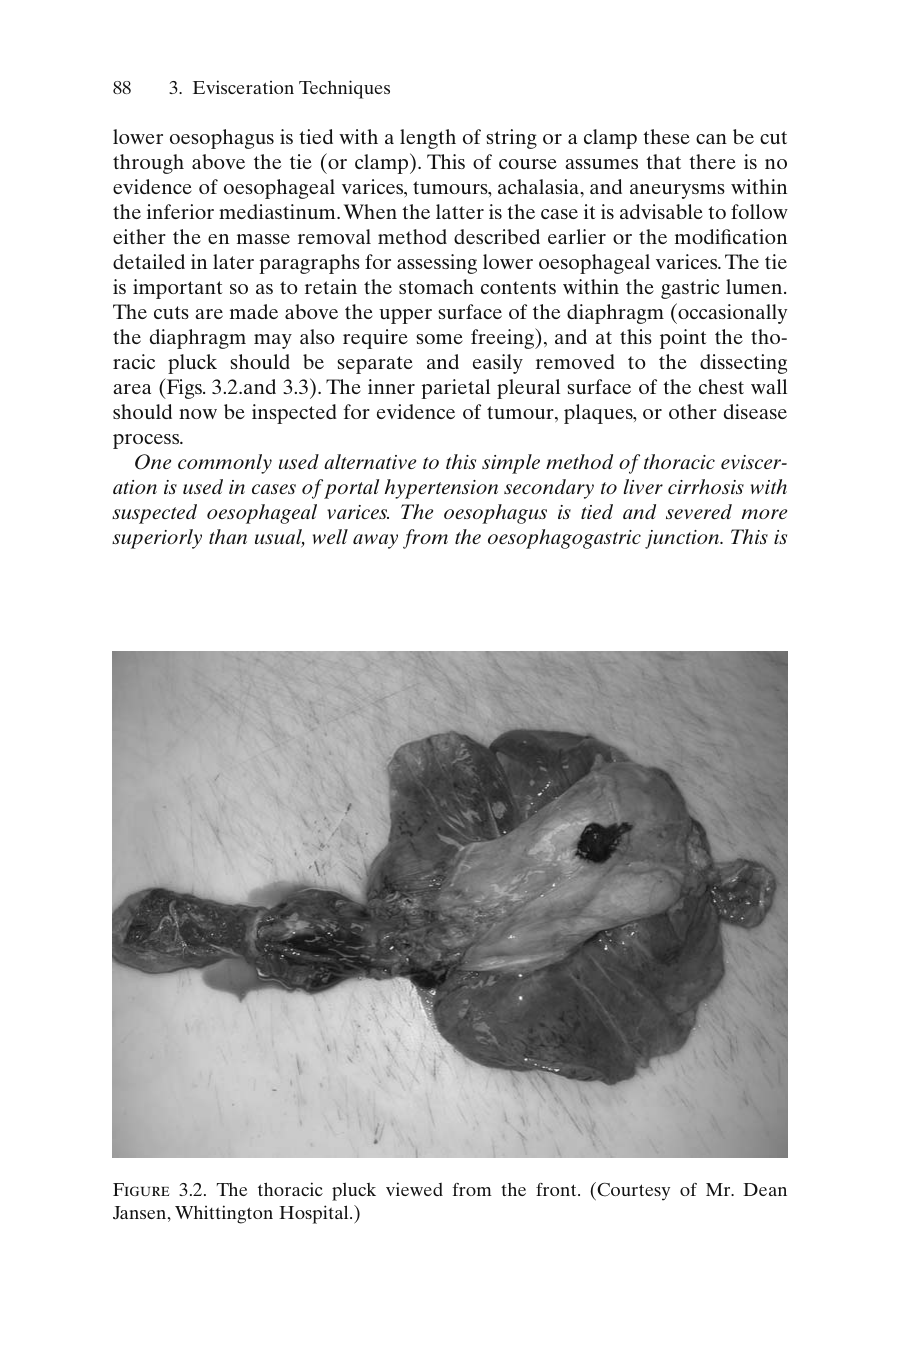 88 3. Evisceration Techniques
lower oesophagus is tied with a length of string or a clamp these can be cut
through above the tie (or clamp). This of course assumes that there is no
evidence of oesophageal varices, tumours, achalasia, and aneurysms within
the inferior mediastinum. When the latter is the case it is advisable to follow
either the en masse removal method described earlier or the modification
detailed in later paragraphs for assessing lower oesophageal varices. The tie
is important so as to retain the stomach contents within the gastric lumen.
The cuts are made above the upper surface of the diaphragm (occasionally
the diaphragm may also require some freeing), and at this point the tho-
racic pluck should be separate and easily removed to the dissecting
area (Figs. 3.2.and 3.3). The inner parietal pleural surface of the chest wall
should now be inspected for evidence of tumour, plaques, or other disease
process.
One commonly used alternative to this simple method of thoracic eviscer-
ation is used in cases of portal hypertension secondary to liver cirrhosis with
suspected oesophageal varices. The oesophagus is tied and severed more
superiorly than usual, well away from the oesophagogastric junction. This is
FIGURE 3.2. The thoracic pluck viewed from the front. (Courtesy of Mr. Dean
Jansen, Whittington Hospital.)